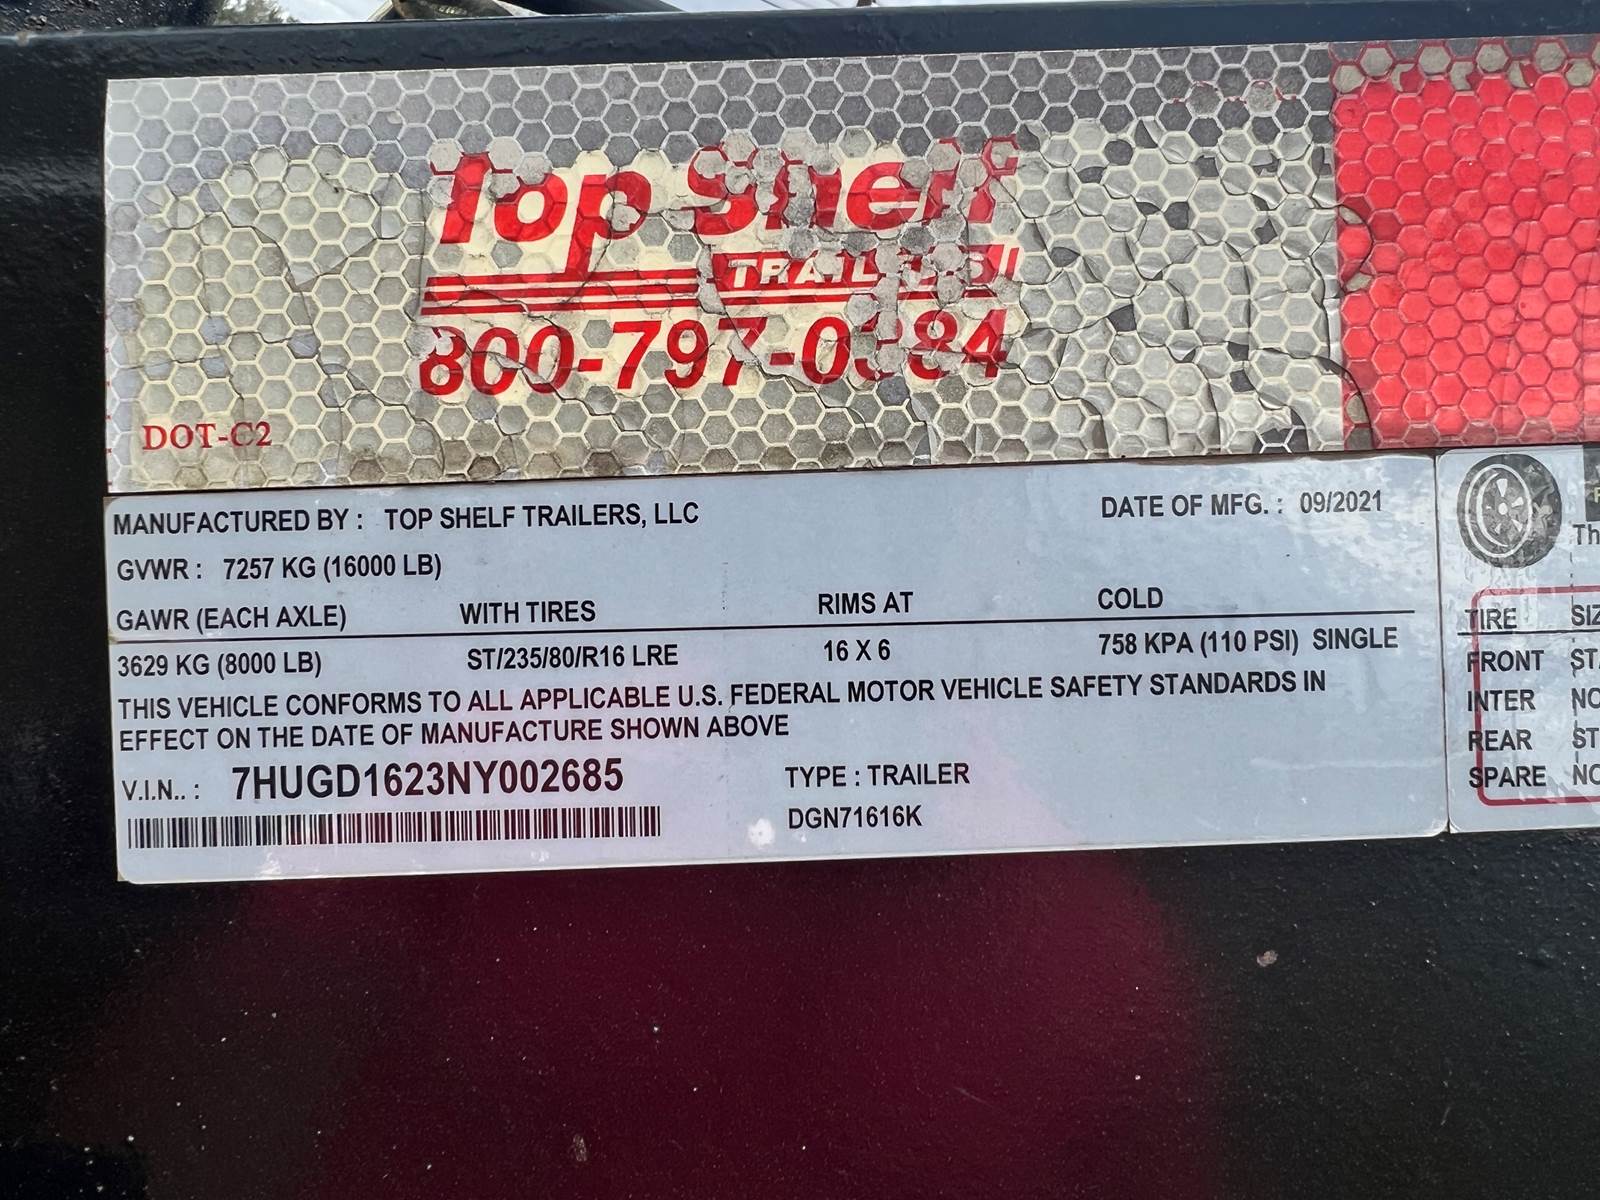 Top Shelf
TRAILERS
800-797-0384
DOT-C2
MANUFACTURED BY : TOP SHELF TRAILERS, LLC
DATE OF MFG. : 09/2021
GVWR : 7257 KG (16000 LB)
GAWR (EACH AXLE) WITH TIRES RIMS AT COLD
3629 KG (8000 LB) ST/235/80/R16 LRE 16 X 6 758 KPA (110 PSI) SINGLE
THIS VEHICLE CONFORMS TO ALL APPLICABLE U.S. FEDERAL MOTOR VEHICLE SAFETY STANDARDS IN
EFFECT ON THE DATE OF MANUFACTURE SHOWN ABOVE
V.I.N.. : 7HUGD1623NY002685
TYPE : TRAILER
DGN71616K
TIRE
FRONT
INTER
REAR
SPARE